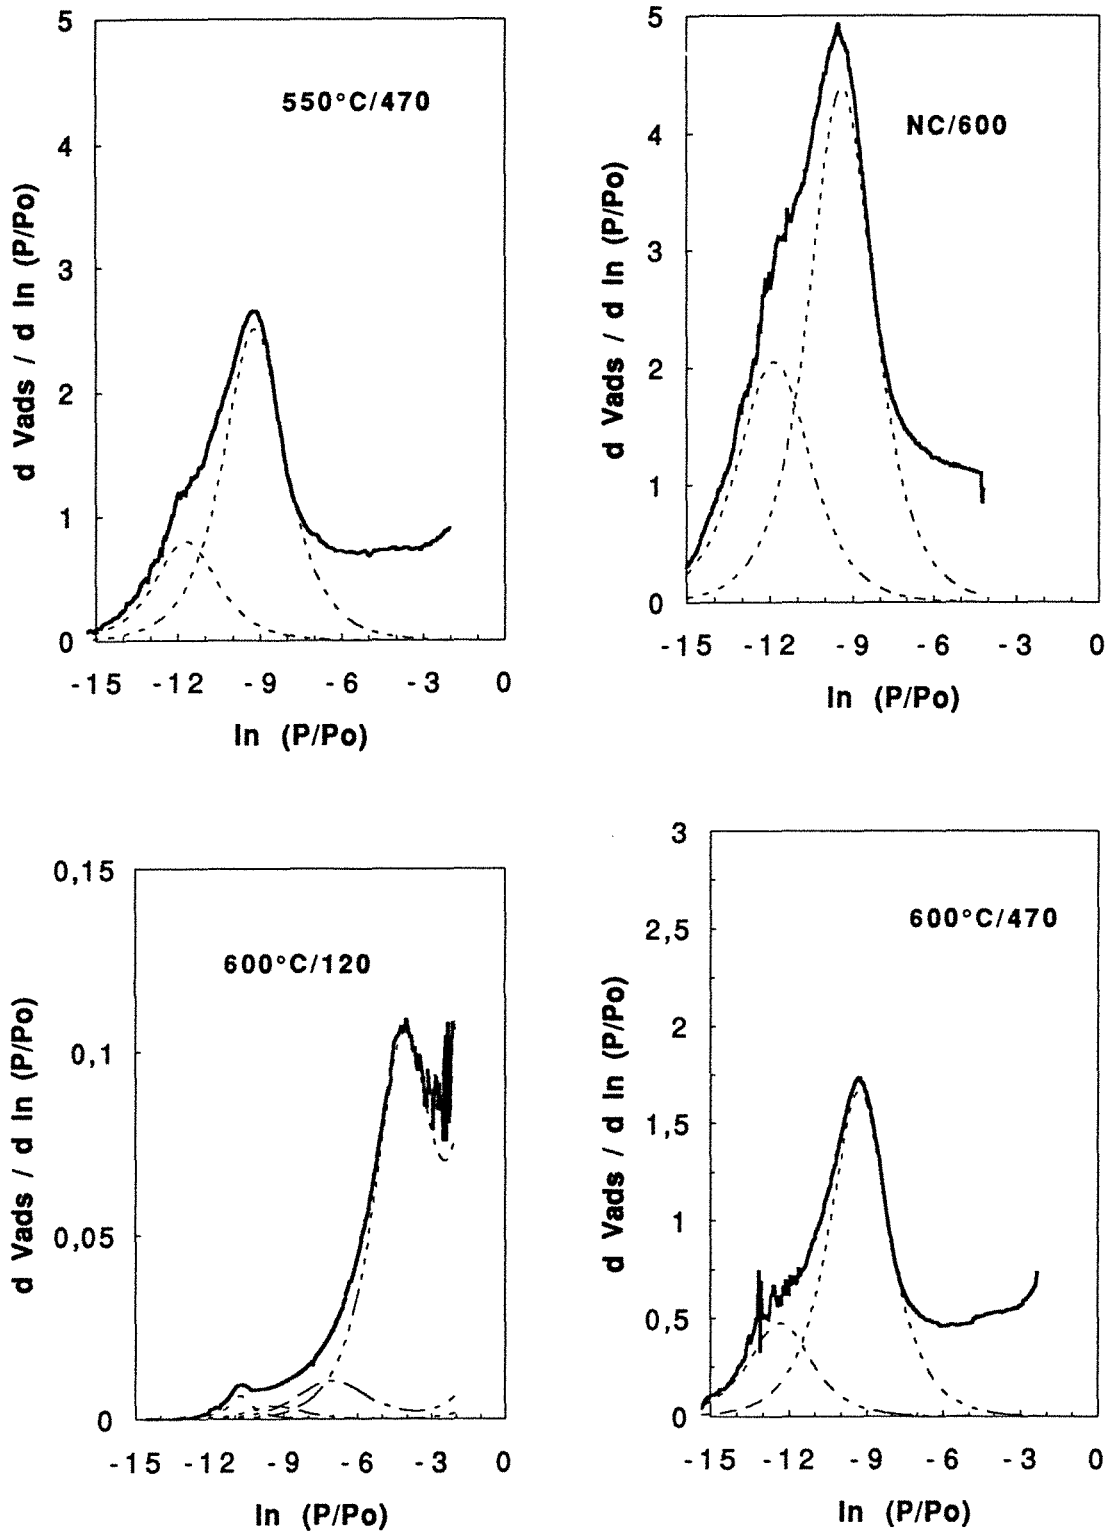 5
4
3
2
1
0
d Vads / d ln (P/Po)
550°C/470
-15 -12 -9 -6 -3 0
ln (P/Po)
5
4
3
2
1
0
d Vads / d ln (P/Po)
NC/600
-15 -12 -9 -6 -3 0
ln (P/Po)
0,15
0,1
0,05
0
d Vads / d ln (P/Po)
600°C/120
-15 -12 -9 -6 -3 0
ln (P/Po)
3
2,5
2
1,5
1
0,5
0
d Vads / d ln (P/Po)
600°C/470
-15 -12 -9 -6 -3 0
ln (P/Po)